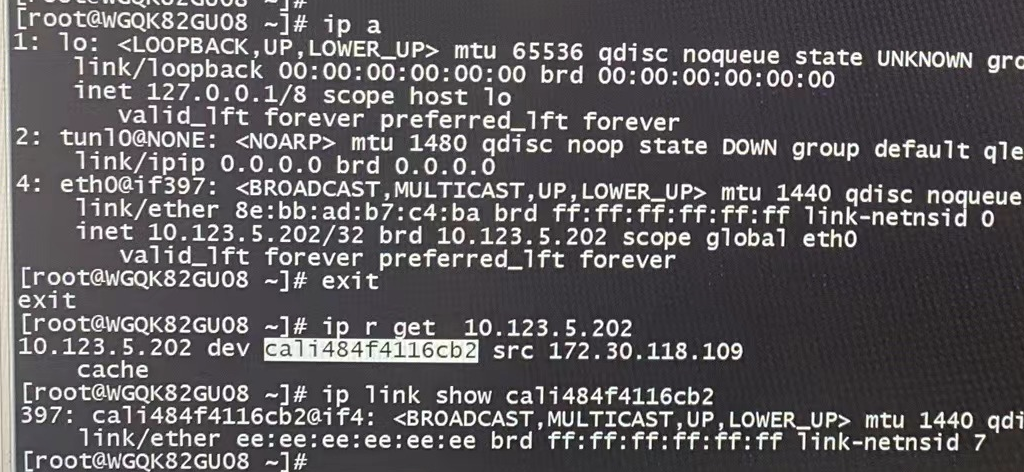 [root@WGQK82GU08 ~]#
[root@WGQK82GU08 ~]# ip a
1: lo: <LOOPBACK,UP,LOWER_UP> mtu 65536 qdisc noqueue state UNKNOWN gro
link/loopback 00:00:00:00:00:00 brd 00:00:00:00:00:00
inet 127.0.0.1/8 scope host lo
valid_lft forever preferred_lft forever
2: tunl0@NONE: <NOARP> mtu 1480 qdisc noop state DOWN group default qle
link/ipip 0.0.0.0 brd 0.0.0.0
4: eth0@if397: <BROADCAST,MULTICAST,UP,LOWER_UP> mtu 1440 qdisc noqueue
link/ether 8e:bb:ad:b7:c4:ba brd ff:ff:ff:ff:ff:ff link-netnsid 0
inet 10.123.5.202/32 brd 10.123.5.202 scope global eth0
valid_lft forever preferred_lft forever
[root@WGQK82GU08 ~]# exit
exit
[root@WGQK82GU08 ~]# ip r get  10.123.5.202
10.123.5.202 dev cali484f4116cb2 src 172.30.118.109
cache
[root@WGQK82GU08 ~]# ip link show cali484f4116cb2
397: cali484f4116cb2@if4: <BROADCAST,MULTICAST,UP,LOWER_UP> mtu 1440 qdi
link/ether ee:ee:ee:ee:ee:ee brd ff:ff:ff:ff:ff:ff link-netnsid 7
[root@WGQK82GU08 ~]#